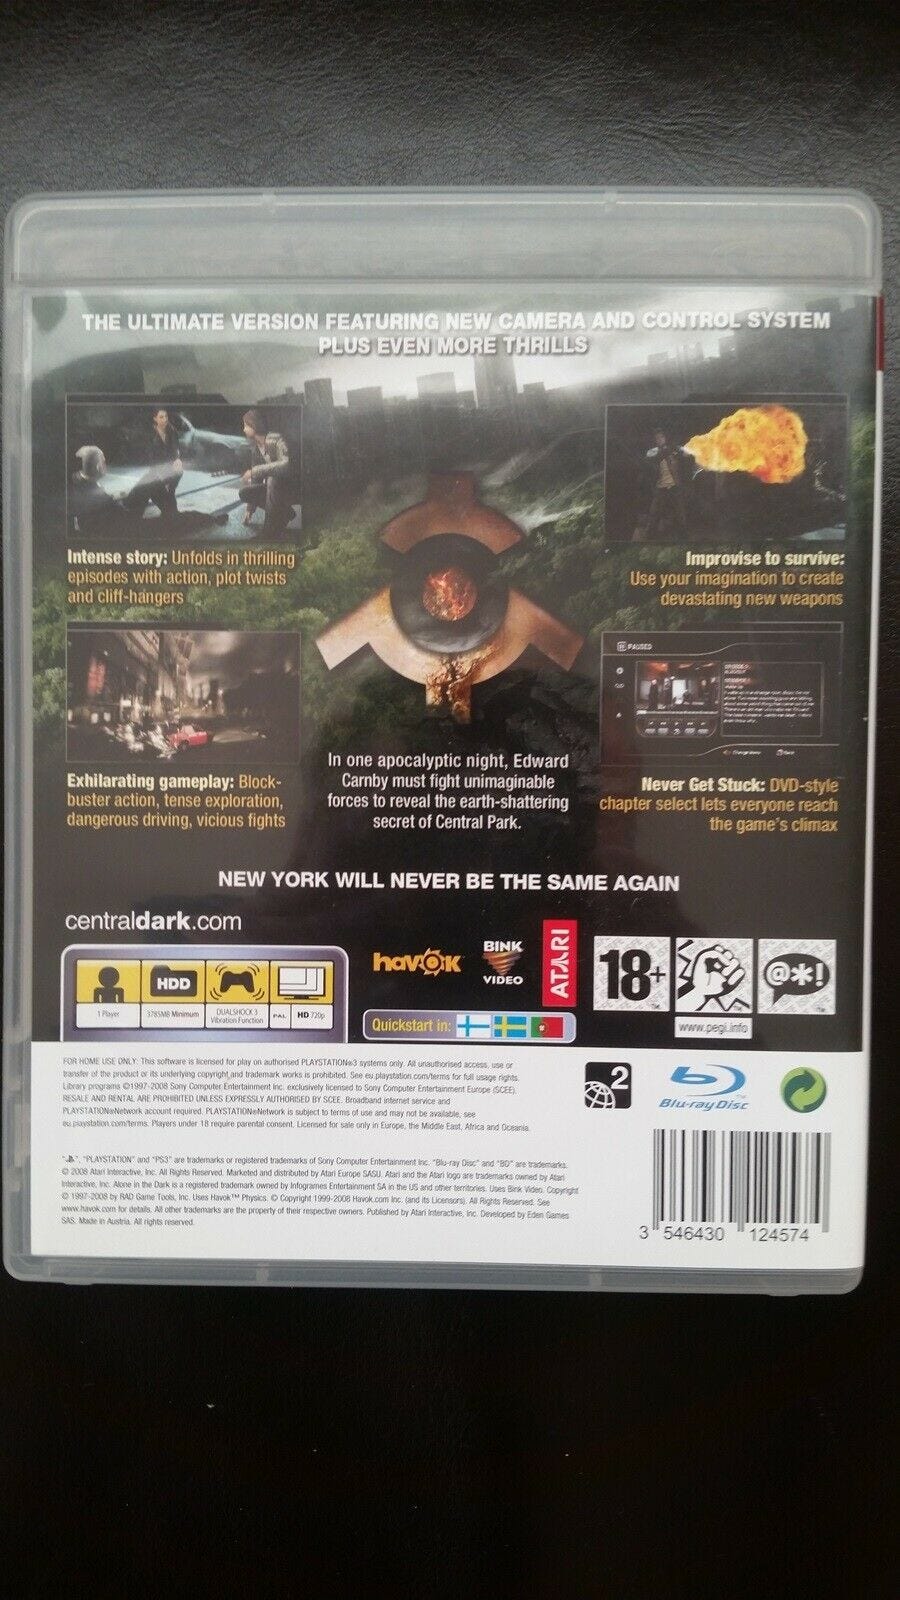 THE ULTIMATE VERSION FEATURING NEW CAMERA AND CONTROL SYSTEM
PLUS EVEN MORE THRILLS
Intense story: Unfolds in thrilling
episodes with action, plot twists
and cliff-hangers
Improvise to survive:
Use your imagination to create
devastating new weapons
PAUSED
Exhilarating gameplay: Block-
buster action, tense exploration,
dangerous driving, vicious fights
In one apocalyptic night, Edward
Carnby must fight unimaginable
forces to reveal the earth-shattering
secret of Central Park.
Never Get Stuck: DVD-style
chapter select lets everyone reach
the game's climax
NEW YORK WILL NEVER BE THE SAME AGAIN
centraldark.com
HDD
1 Player
3785MB Minimum
DUALSHOCK 3
Vibration Function
PAL
HD 720p
havok
BINK
VIDEO
ATARI
Quickstart in:
18+
@*!
www.pegi.info
FOR HOME USE ONLY: This software is licensed for play on authorised PLAYSTATION®3 systems only. All unauthorised access, use or
transfer of the product or its underlying copyright and trademark works is prohibited. See eu.playstation.com/terms for full usage rights.
Library programs ©1997-2008 Sony Computer Entertainment Inc. exclusively licensed to Sony Computer Entertainment Europe (SCEE).
RESALE AND RENTAL ARE PROHIBITED UNLESS EXPRESSLY AUTHORISED BY SCEE. Broadband internet service and
PLAYSTATION®Network account required. PLAYSTATION®Network is subject to terms of use and may not be available, see
eu.playstation.com/terms. Players under 18 require parental consent. Licensed for sale only in Europe, the Middle East, Africa and Oceania.
2
Blu-ray Disc
"", "PLAYSTATION" and "PS3" are trademarks or registered trademarks of Sony Computer Entertainment Inc. "Blu-ray Disc" and "BD" are trademarks.
© 2008 Atari Interactive, Inc. All Rights Reserved. Marketed and distributed by Atari Europe SASU. Atari and the Atari logo are trademarks owned by Atari
Interactive, Inc. Alone in the Dark is a registered trademark owned by Infogrames Entertainment SA in the US and other territories. Uses Bink Video. Copyright
© 1997-2008 by RAD Game Tools, Inc. Uses Havok™ Physics. © Copyright 1999-2008 Havok.com Inc. (and its Licensors). All Rights Reserved. See
www.havok.com for details. All other trademarks are the property of their respective owners. Published by Atari Interactive, Inc. Developed by Eden Games
SAS. Made in Austria. All rights reserved.
3 546430 124574